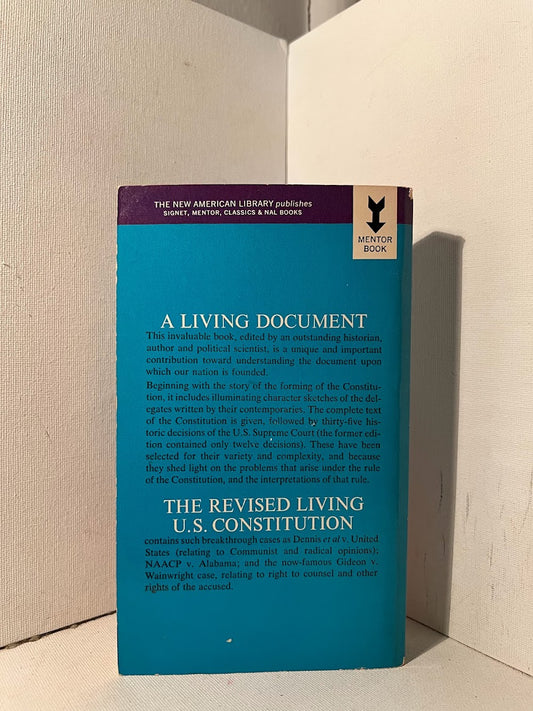 THE NEW AMERICAN LIBRARY publishes
SIGNET, MENTOR, CLASSICS & NAL BOOKS
MENTOR
BOOK
A LIVING DOCUMENT
This invaluable book, edited by an outstanding historian,
author and political scientist, is a unique and important
contribution toward understanding the document upon
which our nation is founded.
Beginning with the story of the forming of the Constitu-
tion, it includes illuminating character sketches of the del-
egates written by their contemporaries. The complete text
of the Constitution is given, followed by thirty-five his-
toric decisions of the U.S. Supreme Court (the former edi-
tion contained only twelve decisions). These have been
selected for their variety and complexity, and because
they shed light on the problems that arise under the rule
of the Constitution, and the interpretations of that rule.
THE REVISED LIVING
U.S. CONSTITUTION
contains such breakthrough cases as Dennis et al v. United
States (relating to Communist and radical opinions);
NAACP v. Alabama; and the now-famous Gideon v.
Wainwright case, relating to right to counsel and other
rights of the accused.